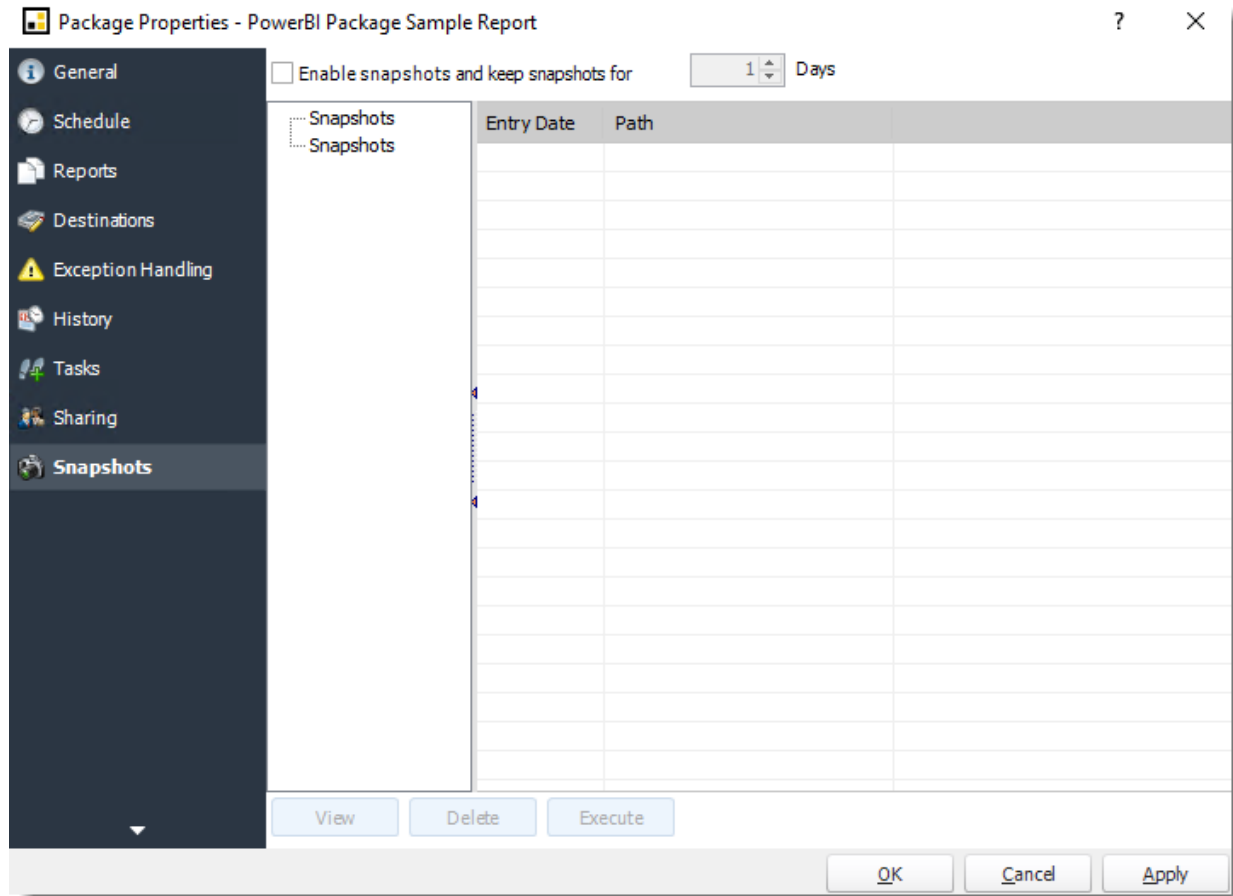 Package Properties - PowerBI Package Sample Report
?
General
Enable snapshots and keep snapshots for 1 Days
Schedule
Reports
Destinations
Exception Handling
History
Tasks
Sharing
Snapshots
Snapshots
Snapshots
Entry Date Path
View Delete Execute
OK Cancel Apply